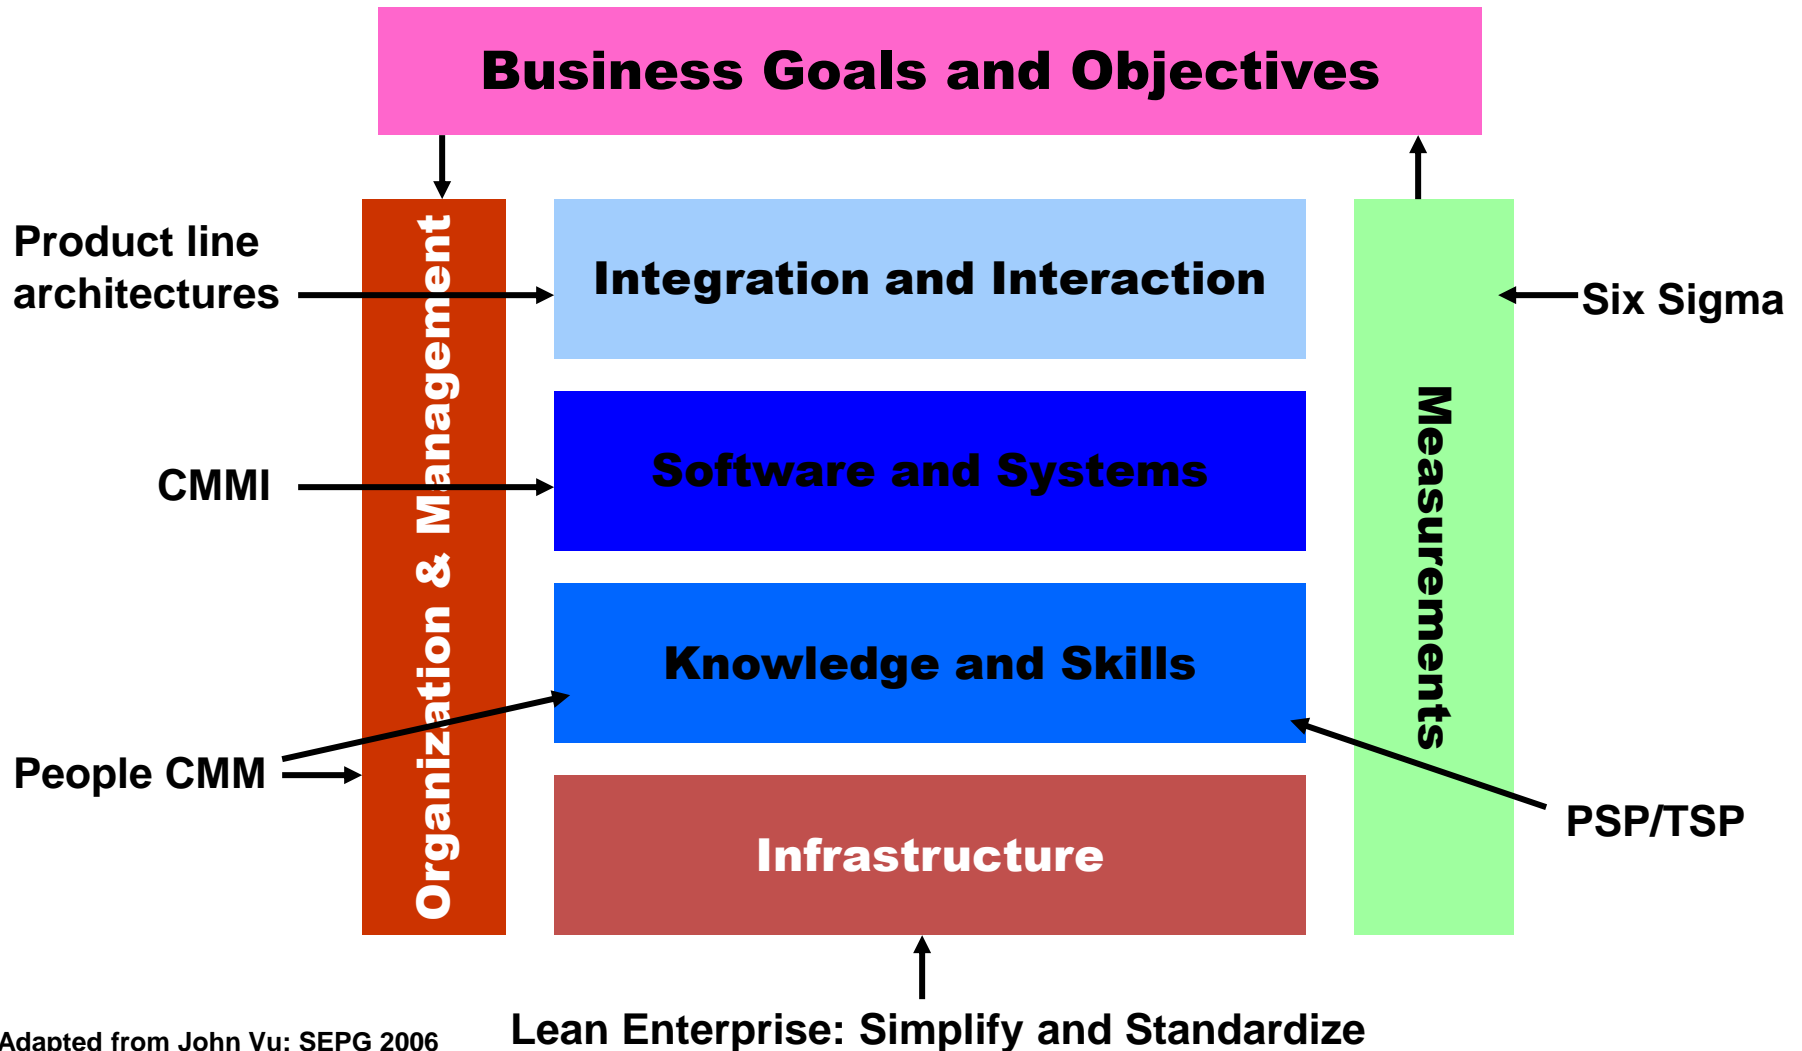 Business Goals and Objectives
Product line
architectures
Organization & Management
Integration and Interaction
Six Sigma
CMMI
Software and Systems
Measurements
Knowledge and Skills
People CMM
PSP/TSP
Infrastructure
Lean Enterprise: Simplify and Standardize
Adapted from John Vu: SEPG 2006